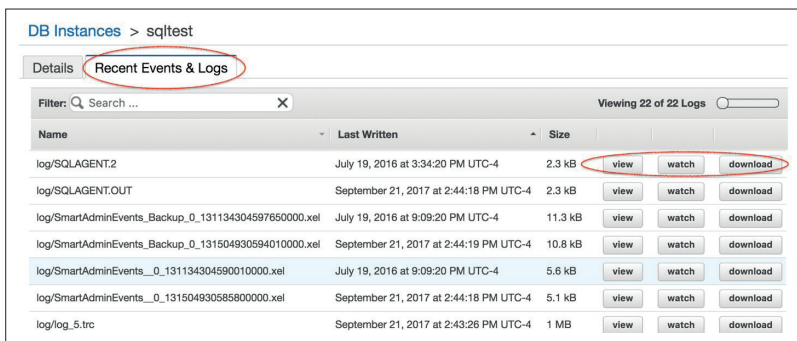 DB Instances > sqltest
Details Recent Events & Logs
Filter: Search ... X Viewing 22 of 22 Logs
Name Last Written Size
log/SQLAGENT.2 July 19, 2016 at 3:34:20 PM UTC-4 2.3 kB view watch download
log/SQLAGENT.OUT September 21, 2017 at 2:44:18 PM UTC-4 2.3 kB view watch download
log/SmartAdminEvents_Backup_0_131134304597650000.xel July 19, 2016 at 9:09:20 PM UTC-4 11.3 kB view watch download
log/SmartAdminEvents_Backup_0_131504930594010000.xel September 21, 2017 at 2:44:19 PM UTC-4 10.8 kB view watch download
log/SmartAdminEvents__0_131134304590010000.xel July 19, 2016 at 9:09:20 PM UTC-4 5.6 kB view watch download
log/SmartAdminEvents__0_131504930585800000.xel September 21, 2017 at 2:44:18 PM UTC-4 5.1 kB view watch download
log/log_5.trc September 21, 2017 at 2:43:26 PM UTC-4 1 MB view watch download